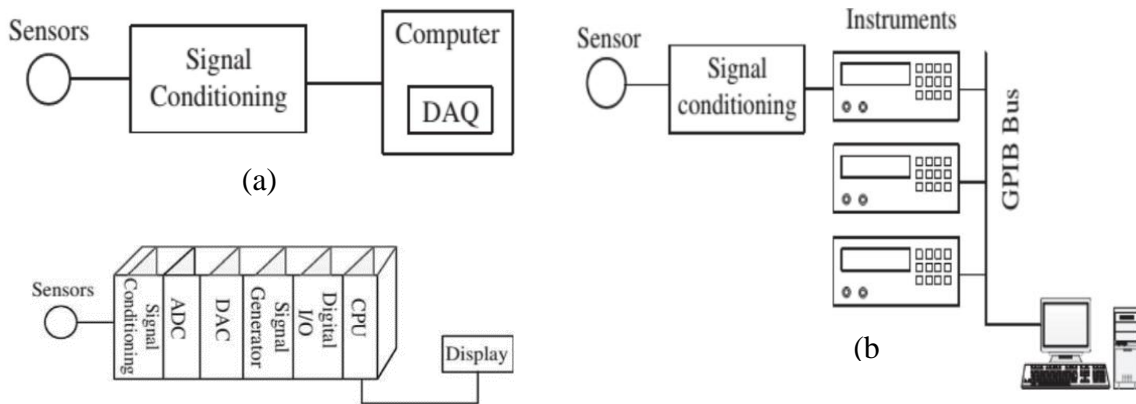 Sensors
Signal
Conditioning
Computer
DAQ
(a)
Instruments
Sensor
Signal
conditioning
GPIB Bus
(b
Sensors
Signal
Conditioning
ADC
DAC
Signal
Generator
Digital
I/O
CPU
Display